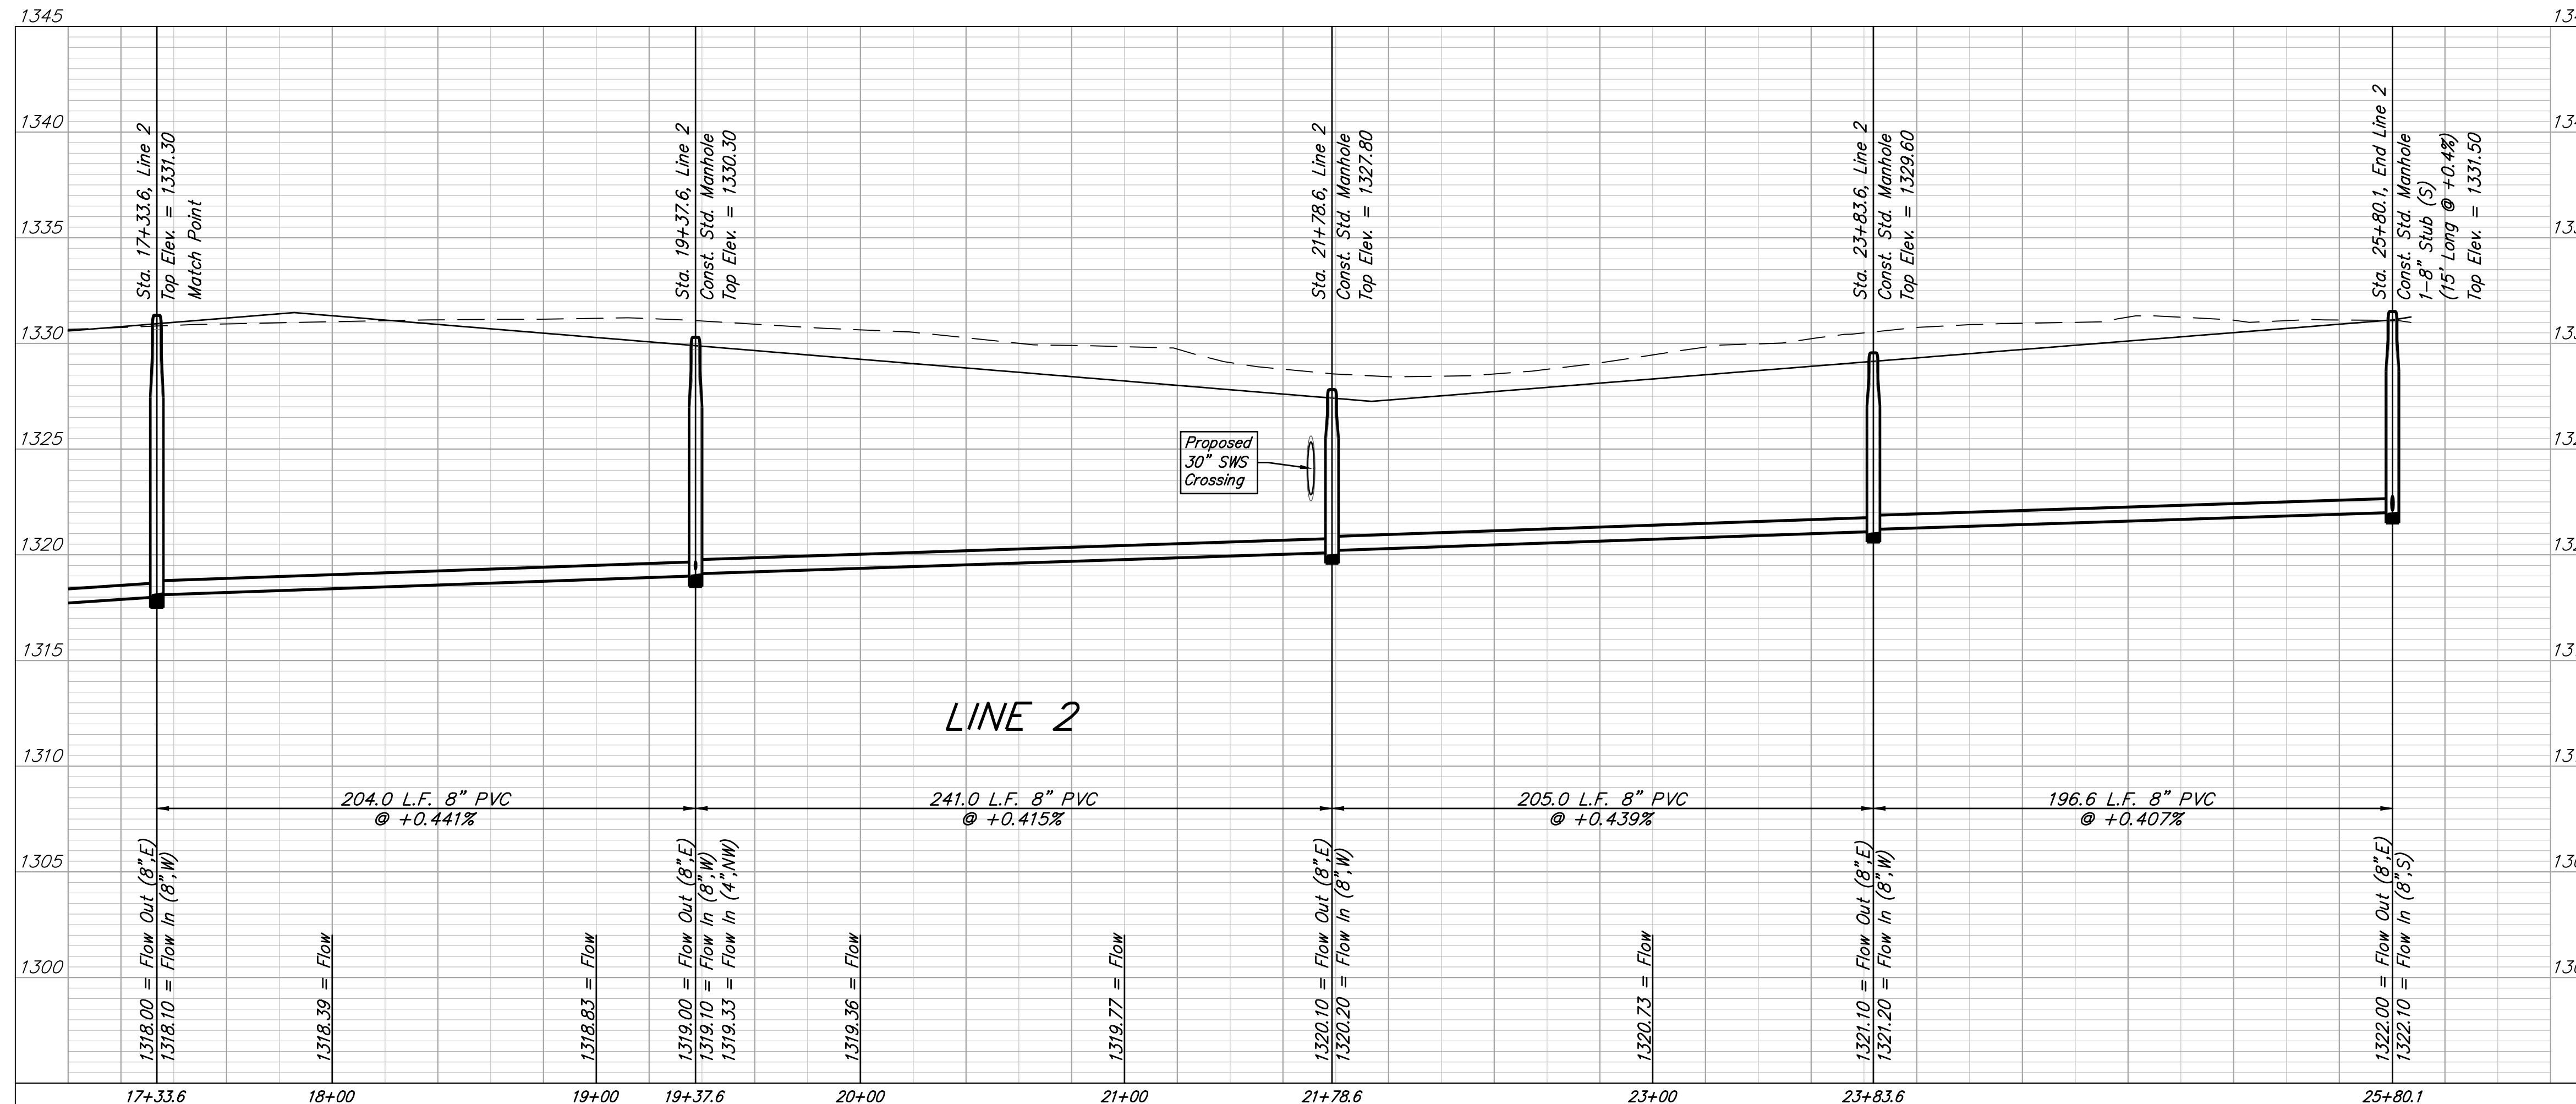 1345
1340
1335
1330
1325
1320
1315
1310
1305
1300
Sta. 17+33.6, Line 2
Top Elev. = 1331.30
Match Point
Sta. 19+37.6, Line 2
Const. Std. Manhole
Top Elev. = 1330.30
Sta. 21+78.6, Line 2
Const. Std. Manhole
Top Elev. = 1327.80
Sta. 23+83.6, Line 2
Const. Std. Manhole
Top Elev. = 1329.60
Sta. 25+80.1, End Line 2
Const. Std. Manhole
1-8" Stub (S)
(15' Long @ +0.4%)
Top Elev. = 1331.50
Proposed
30" SWS
Crossing
LINE 2
204.0 L.F. 8" PVC
@ +0.441%
241.0 L.F. 8" PVC
@ +0.415%
205.0 L.F. 8" PVC
@ +0.439%
196.6 L.F. 8" PVC
@ +0.407%
1318.00 = Flow Out (8",E)
1318.10 = Flow In (8",W)
1318.39 = Flow
1318.83 = Flow
1319.00 = Flow Out (8",E)
1319.10 = Flow In (8",W)
1319.33 = Flow In (4",NW)
1319.36 = Flow
1319.77 = Flow
1320.10 = Flow Out (8",E)
1320.20 = Flow In (8",W)
1320.73 = Flow
1321.10 = Flow Out (8",E)
1321.20 = Flow In (8",W)
1322.00 = Flow Out (8",E)
1322.10 = Flow In (8",S)
17+33.6
18+00
19+00
19+37.6
20+00
21+00
21+78.6
23+00
23+83.6
25+80.1